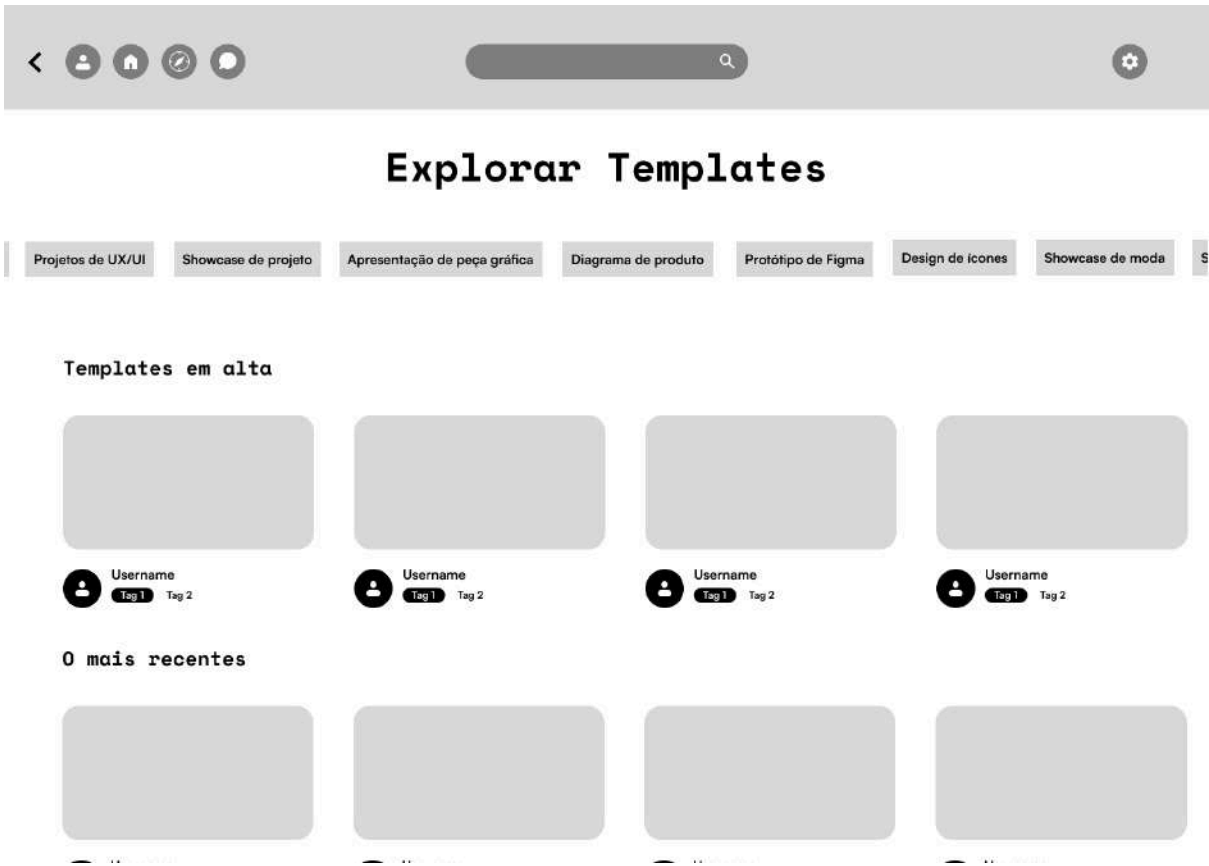 Explorar Templates
Projetos de UX/UI Showcase de projeto Apresentação de peça gráfica Diagrama de produto Protótipo de Figma Design de ícones Showcase de moda S
Templates em alta
Username Username Username Username
Tag 1 Tag 2 Tag 1 Tag 2 Tag 1 Tag 2 Tag 1 Tag 2
O mais recentes